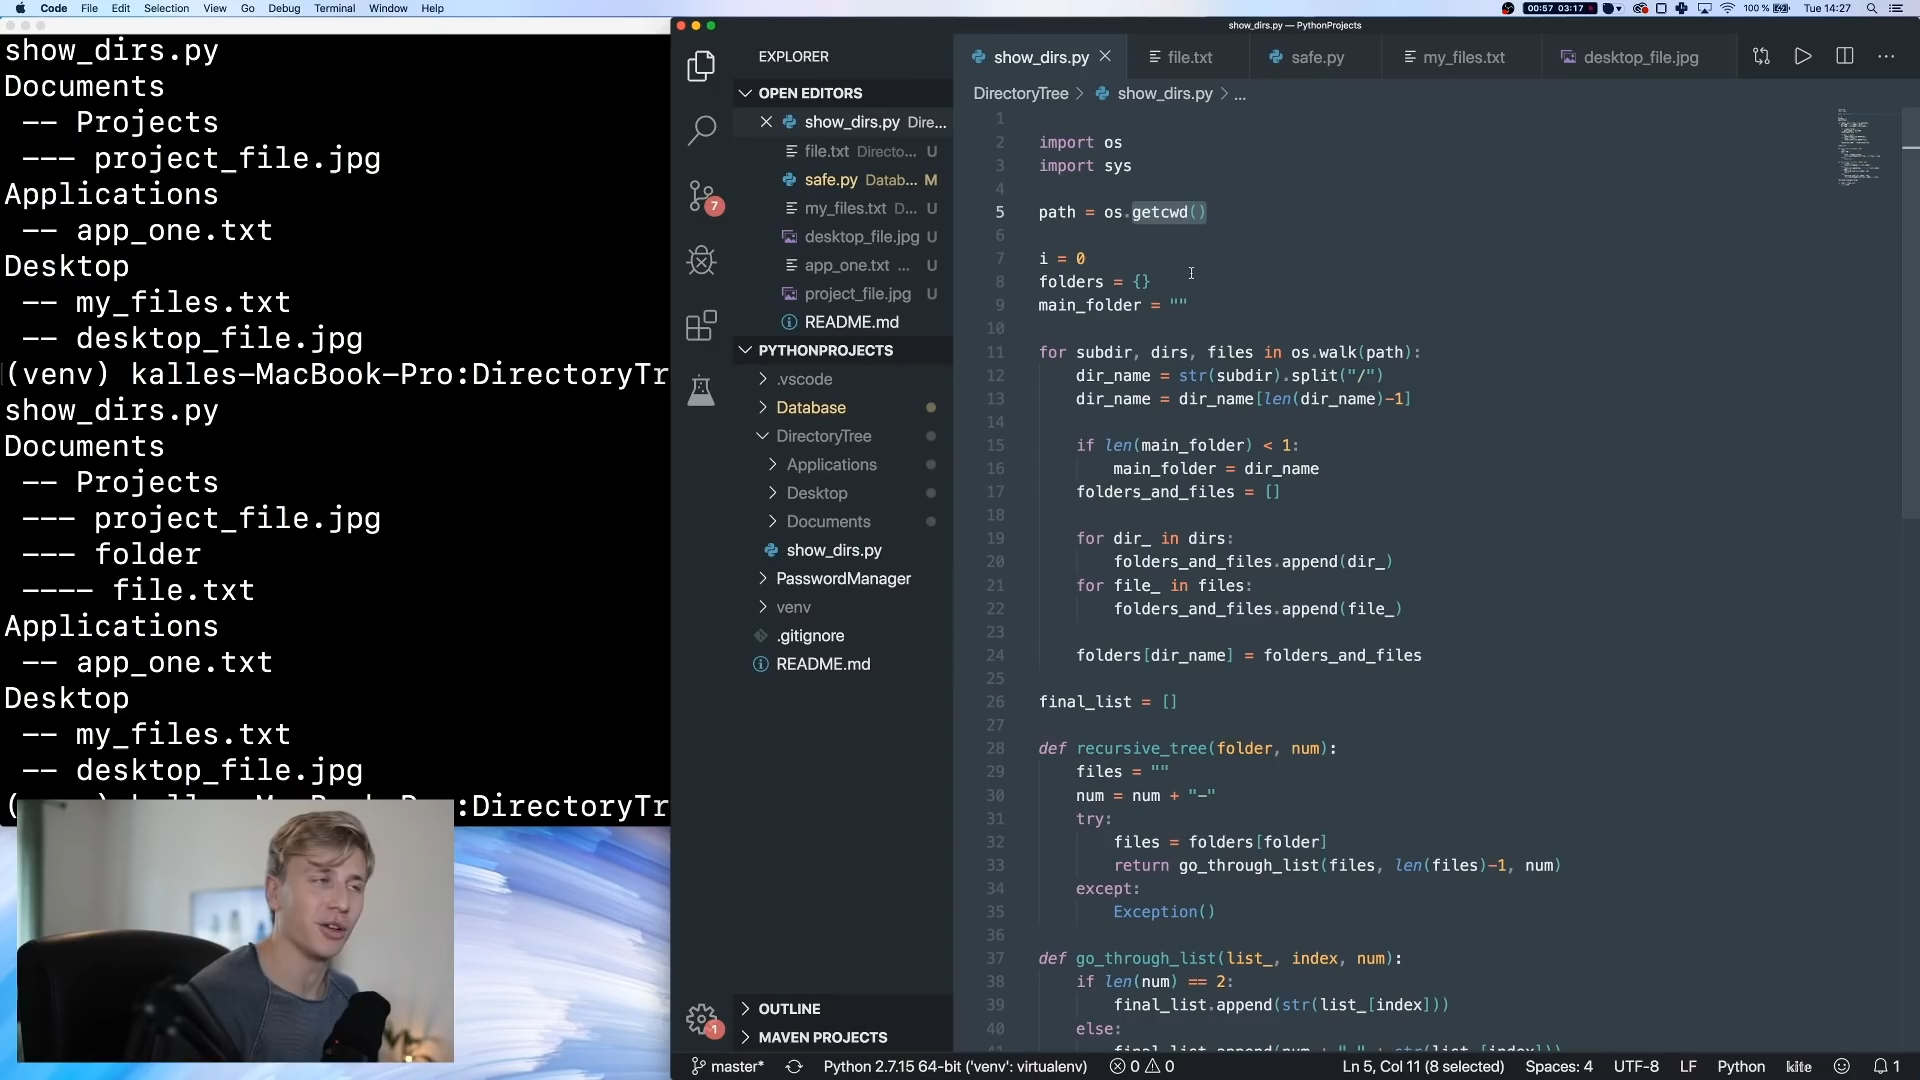 Code File Edit Selection View Go Debug Terminal Window Help
00:57 03:17
100 %
Tue 14:27
show_dirs.py
Documents
-- Projects
--- project_file.jpg
Applications
-- app_one.txt
Desktop
-- my_files.txt
-- desktop_file.jpg
(venv) kalles-MacBook-Pro:DirectoryTr
show_dirs.py
Documents
-- Projects
--- project_file.jpg
--- folder
---- file.txt
Applications
-- app_one.txt
Desktop
-- my_files.txt
-- desktop_file.jpg
:DirectoryTr
show_dirs.py — PythonProjects
EXPLORER
OPEN EDITORS
show_dirs.py Dire...
file.txt Directo... U
safe.py Datab... M
my_files.txt D... U
desktop_file.jpg U
app_one.txt ... U
project_file.jpg U
README.md
PYTHONPROJECTS
.vscode
Database
DirectoryTree
Applications
Desktop
Documents
show_dirs.py
PasswordManager
venv
.gitignore
README.md
OUTLINE
MAVEN PROJECTS
7
1
show_dirs.py file.txt safe.py my_files.txt desktop_file.jpg
DirectoryTree > show_dirs.py > ...
1
2 import os
3 import sys
4
5 path = os.getcwd()
6
7 i = 0
8 folders = {}
9 main_folder = ""
10
11 for subdir, dirs, files in os.walk(path):
12 dir_name = str(subdir).split("/")
13 dir_name = dir_name[len(dir_name)-1]
14
15 if len(main_folder) < 1:
16 main_folder = dir_name
17 folders_and_files = []
18
19 for dir_ in dirs:
20 folders_and_files.append(dir_)
21 for file_ in files:
22 folders_and_files.append(file_)
23
24 folders[dir_name] = folders_and_files
25
26 final_list = []
27
28 def recursive_tree(folder, num):
29 files = ""
30 num = num + "-"
31 try:
32 files = folders[folder]
33 return go_through_list(files, len(files)-1, num)
34 except:
35 Exception()
36
37 def go_through_list(list_, index, num):
38 if len(num) == 2:
39 final_list.append(str(list_[index]))
40 else:
master* Python 2.7.15 64-bit ('venv': virtualenv) 0 0 Ln 5, Col 11 (8 selected) Spaces: 4 UTF-8 LF Python kite 1